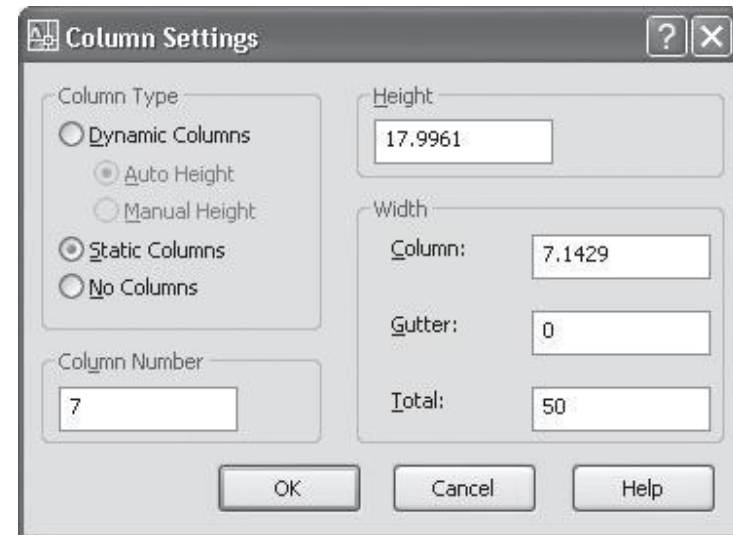 Column Settings
Column Type
Dynamic Columns
Auto Height
Manual Height
Static Columns
No Columns
Column Number
7
Height
17.9961
Width
Column: 7.1429
Gutter: 0
Total: 50
OK Cancel Help